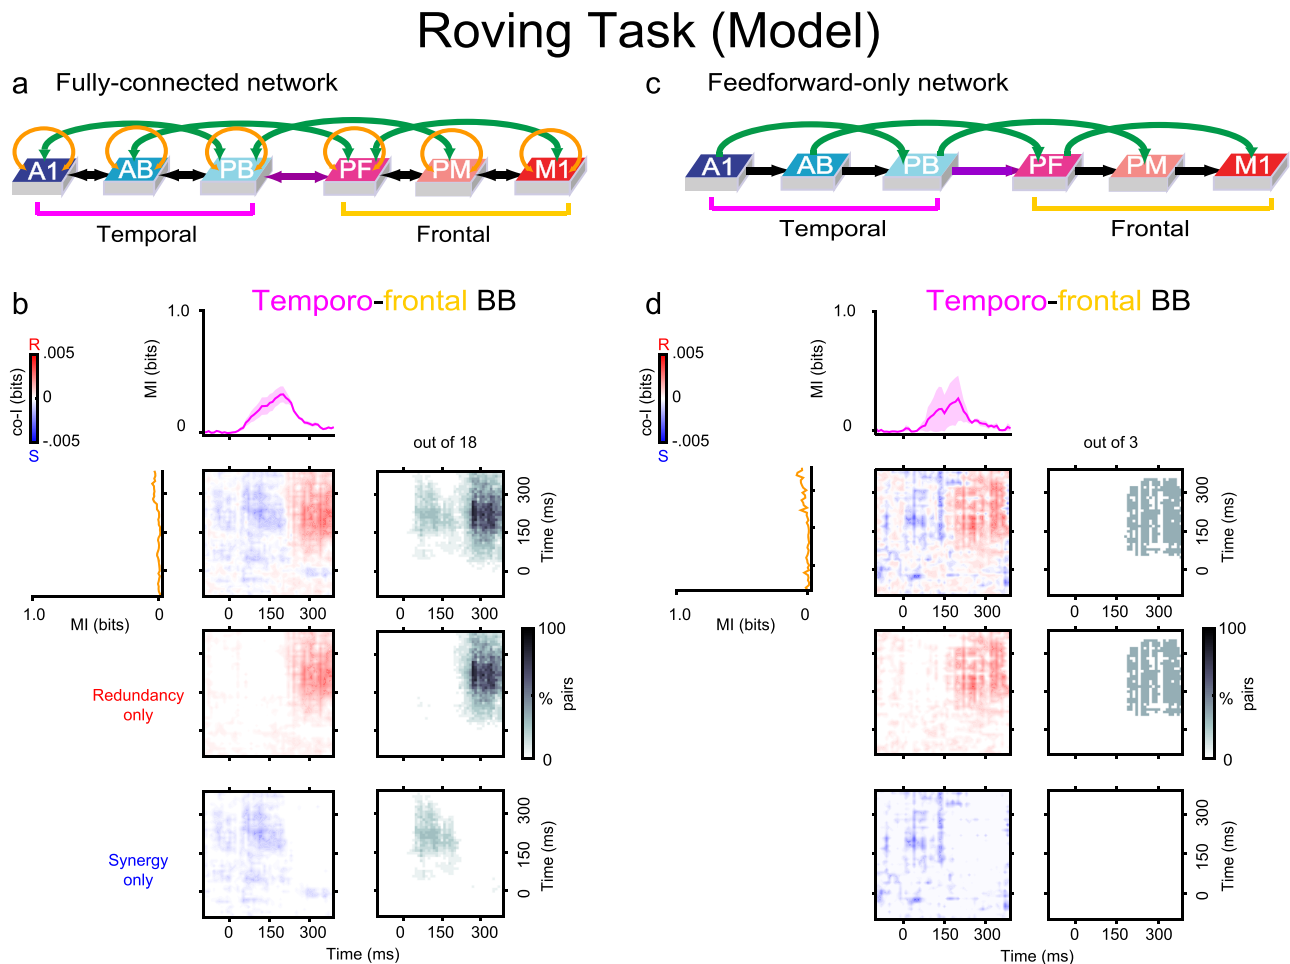 Roving Task (Model)
a Fully-connected network
A1 AB PB PF PM M1
Temporal Frontal
c Feedforward-only network
A1 AB PB PF PM M1
Temporal Frontal
b Temporo-frontal BB
1.0
MI (bits)
0
R
.005
co-I (bits)
0
-.005
S
out of 18
300
150
0
Time (ms)
1.0 0
MI (bits)
0 150 300
0 150 300
Redundancy
only
100
%
pairs
0
Synergy
only
300
150
0
Time (ms)
0 150 300
0 150 300
Time (ms)
d Temporo-frontal BB
1.0
MI (bits)
0
R
.005
co-I (bits)
0
-.005
S
out of 3
300
150
0
Time (ms)
1.0 0
MI (bits)
0 150 300
0 150 300
100
%
pairs
0
300
150
0
Time (ms)
0 150 300
0 150 300
Time (ms)